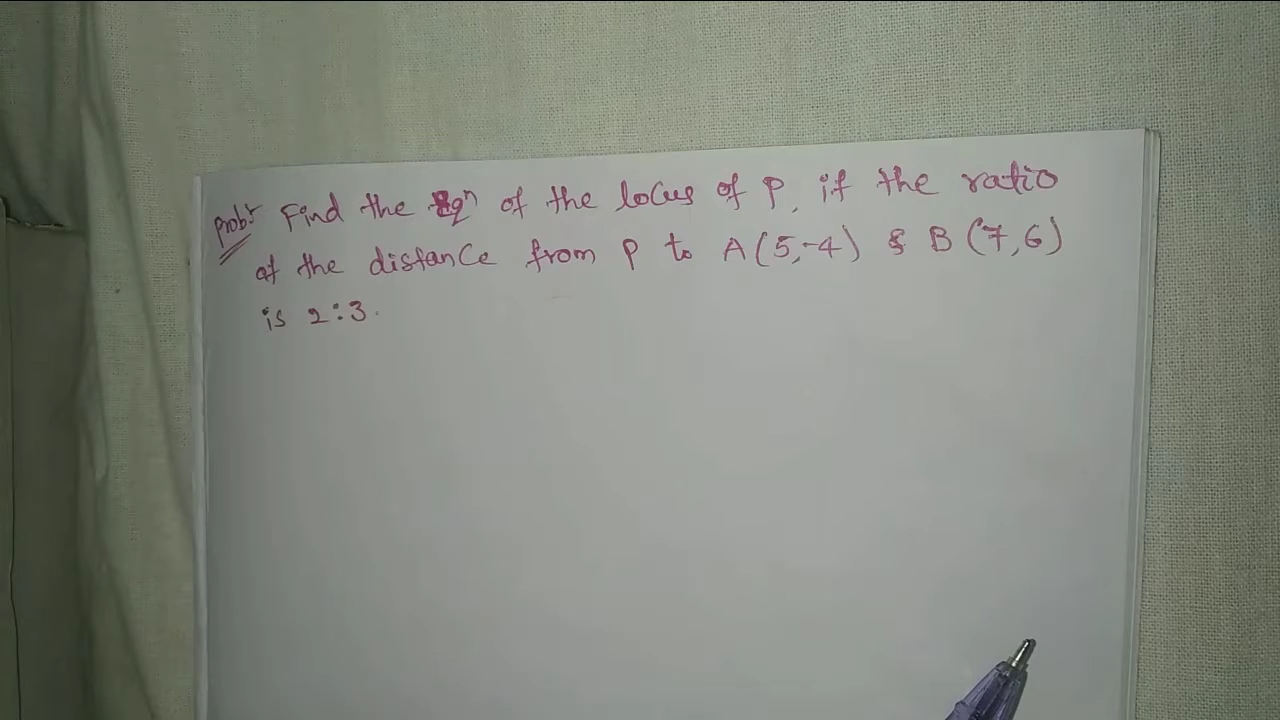 Prob:- Find the Eqn of the locus of P, if the ratio
of the distance from P to A(5,-4) & B(7,6)
is 2:3.